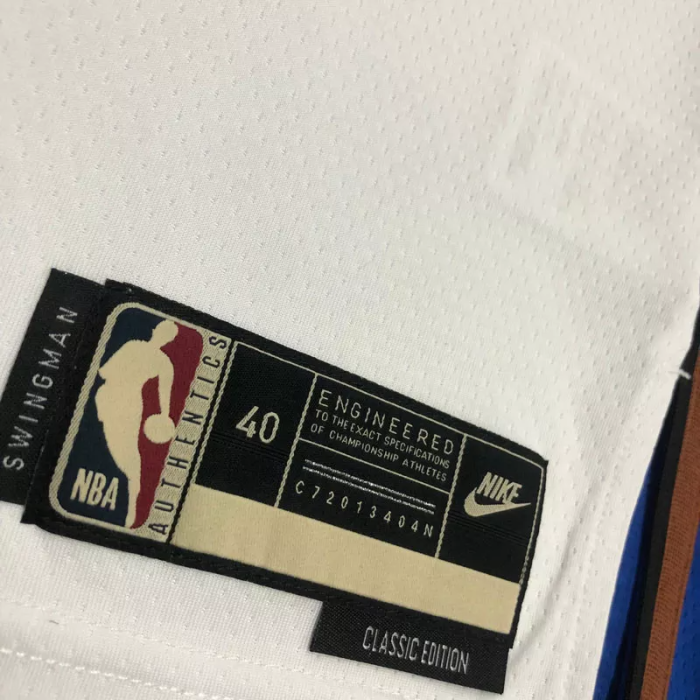 SWINGMAN
NBA
AUTHENTICS
40
ENGINEERED
TO THE EXACT SPECIFICATIONS
OF CHAMPIONSHIP ATHLETES
C72013404N
NIKE
CLASSIC EDITION